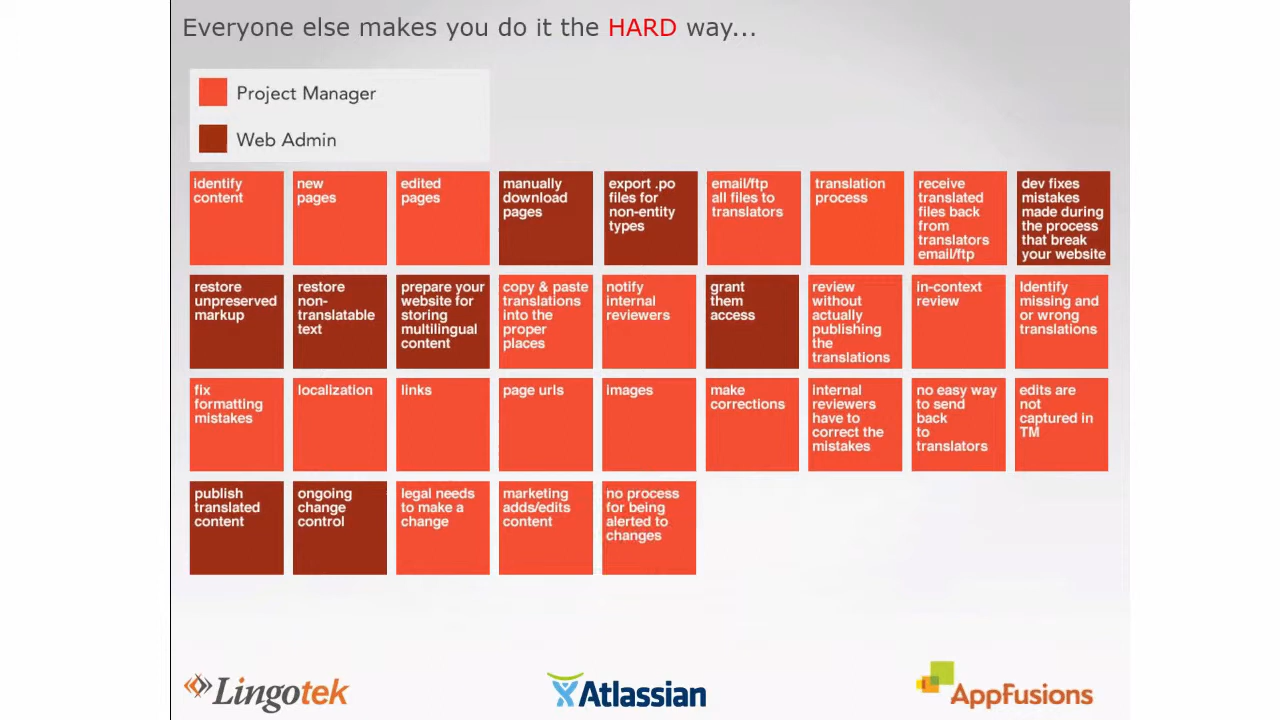 Everyone else makes you do it the HARD way...
Project Manager
Web Admin
identify
content
new
pages
edited
pages
manually
download
pages
export .po
files for
non-entity
types
email/ftp
all files to
translators
translation
process
receive
translated
files back
from
translators
email/ftp
dev fixes
mistakes
made during
the process
that break
your website
restore
unpreserved
markup
restore
non-
translatable
text
prepare your
website for
storing
multilingual
content
copy & paste
translations
into the
proper
places
notify
internal
reviewers
grant
them
access
review
without
actually
publishing
the
translations
in-context
review
Identify
missing and
or wrong
translations
fix
formatting
mistakes
localization
links
page urls
images
make
corrections
internal
reviewers
have to
correct the
mistakes
no easy way
to send
back
to
translators
edits are
not
captured in
TM
publish
translated
content
ongoing
change
control
legal needs
to make a
change
marketing
adds/edits
content
no process
for being
alerted to
changes
Lingotek
Atlassian
AppFusions